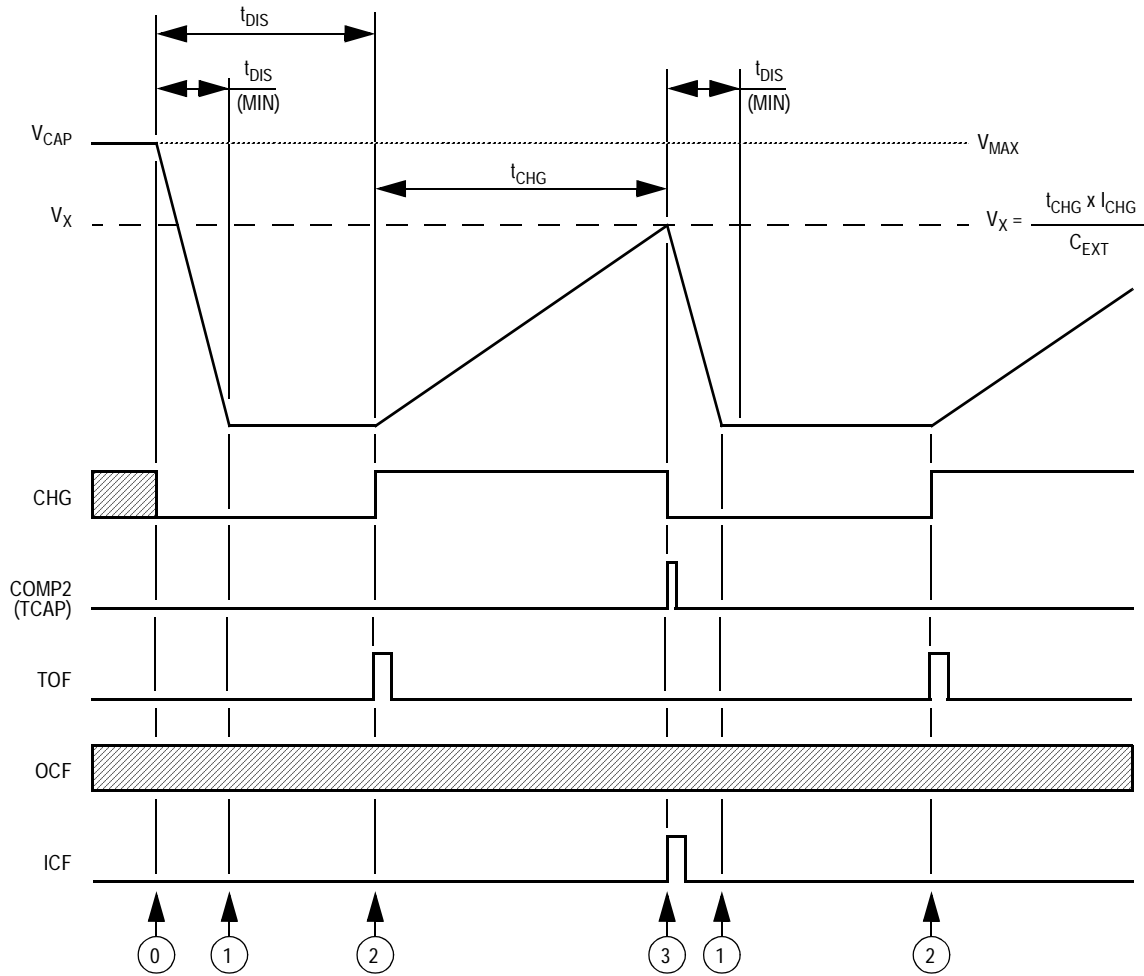 tDIS
tDIS
(MIN)
tDIS
(MIN)
VCAP
VMAX
tCHG
VX
VX = tCHG x ICHG
CEXT
CHG
COMP2
(TCAP)
TOF
OCF
ICF
0 1 2 3 1 2